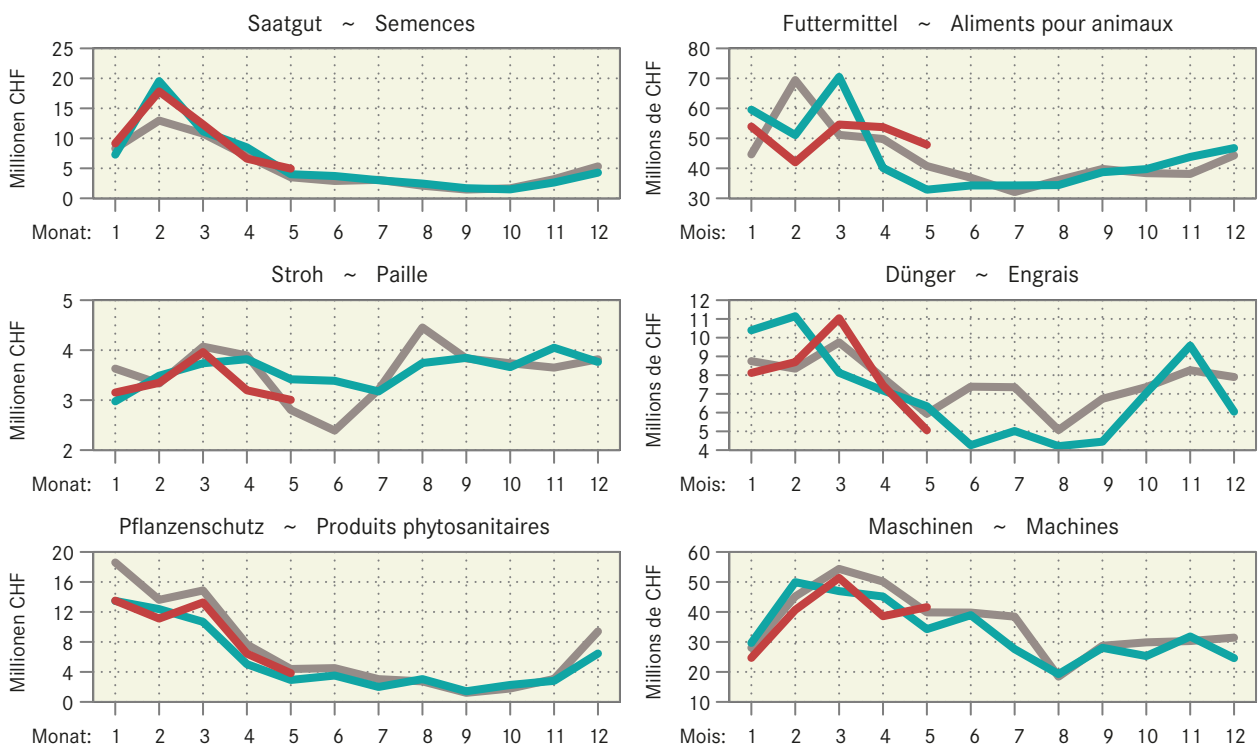 Saatgut ~ Semences
Millionen CHF
25
20
15
10
5
0
Monat: 1 2 3 4 5 6 7 8 9 10 11 12
Futtermittel ~ Aliments pour animaux
Millions de CHF
80
70
60
50
40
30
Mois: 1 2 3 4 5 6 7 8 9 10 11 12
Stroh ~ Paille
Millionen CHF
5
4
3
2
Monat: 1 2 3 4 5 6 7 8 9 10 11 12
Dünger ~ Engrais
Millions de CHF
12
11
10
9
8
7
6
5
4
Mois: 1 2 3 4 5 6 7 8 9 10 11 12
Pflanzenschutz ~ Produits phytosanitaires
Millionen CHF
20
16
12
8
4
0
Monat: 1 2 3 4 5 6 7 8 9 10 11 12
Maschinen ~ Machines
Millions de CHF
60
50
40
30
20
10
Mois: 1 2 3 4 5 6 7 8 9 10 11 12